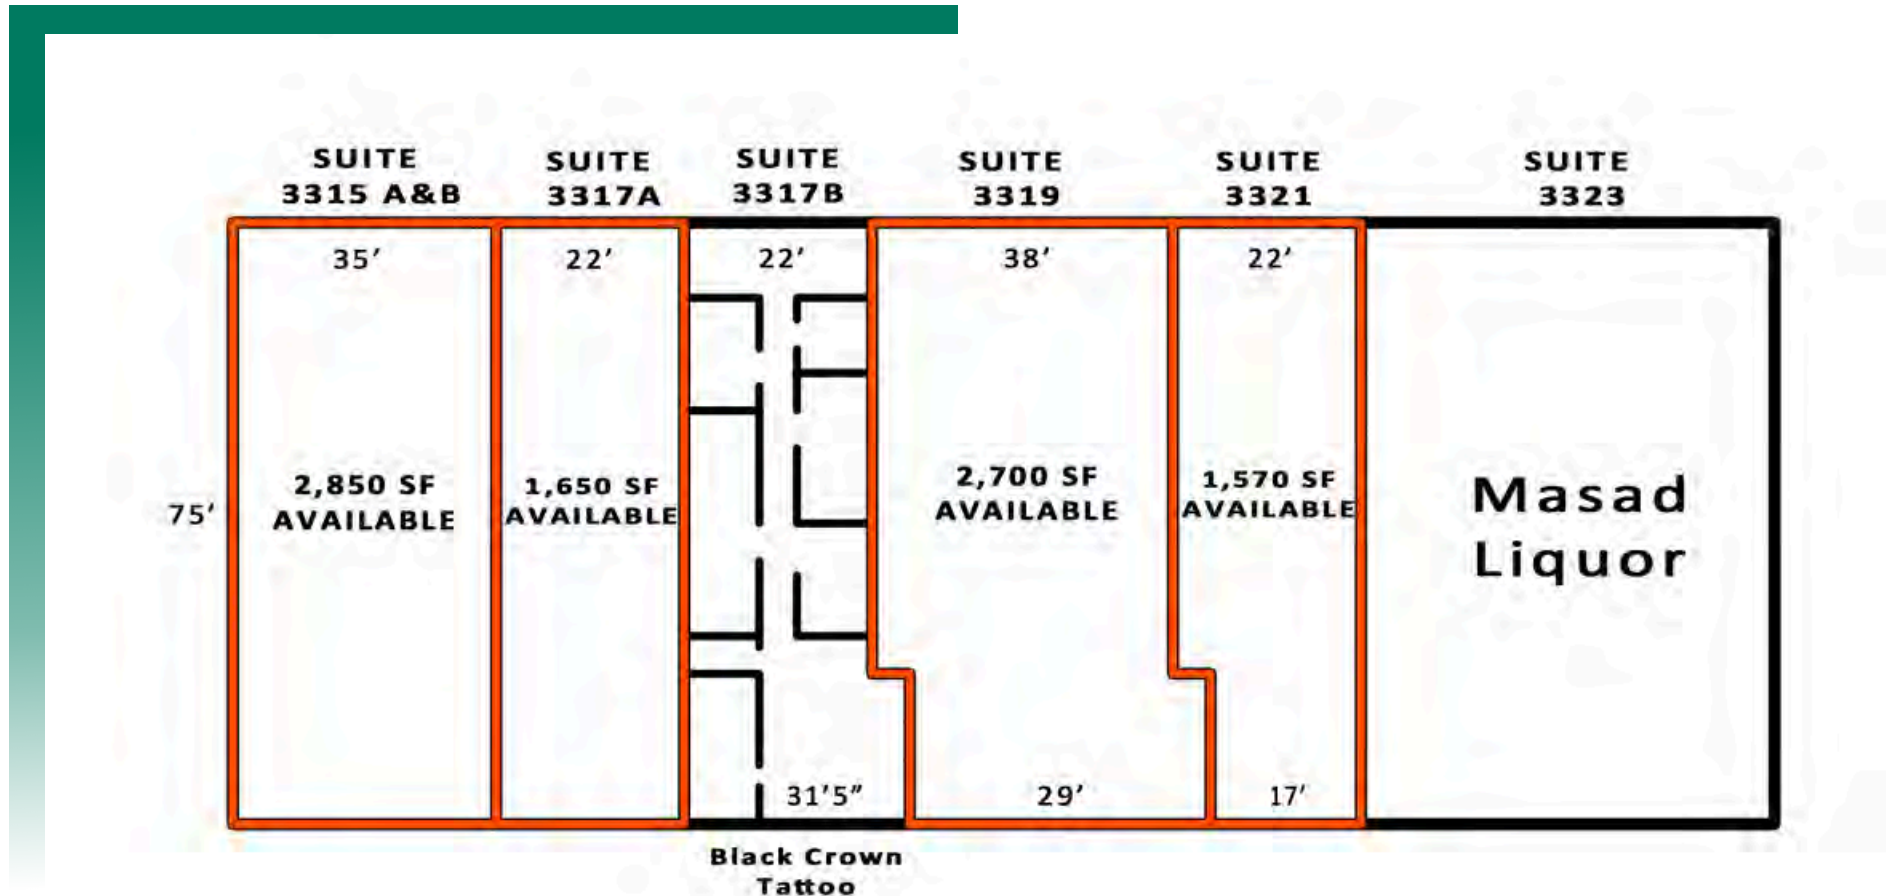 SUITE
3315 A&B
SUITE
3317A
SUITE
3317B
SUITE
3319
SUITE
3321
SUITE
3323
35’
22’
22’
38’
22’
75’
2,850 SF
AVAILABLE
1,650 SF
AVAILABLE
2,700 SF
AVAILABLE
1,570 SF
AVAILABLE
Masad
Liquor
31’5”
29’
17’
Black Crown
Tattoo